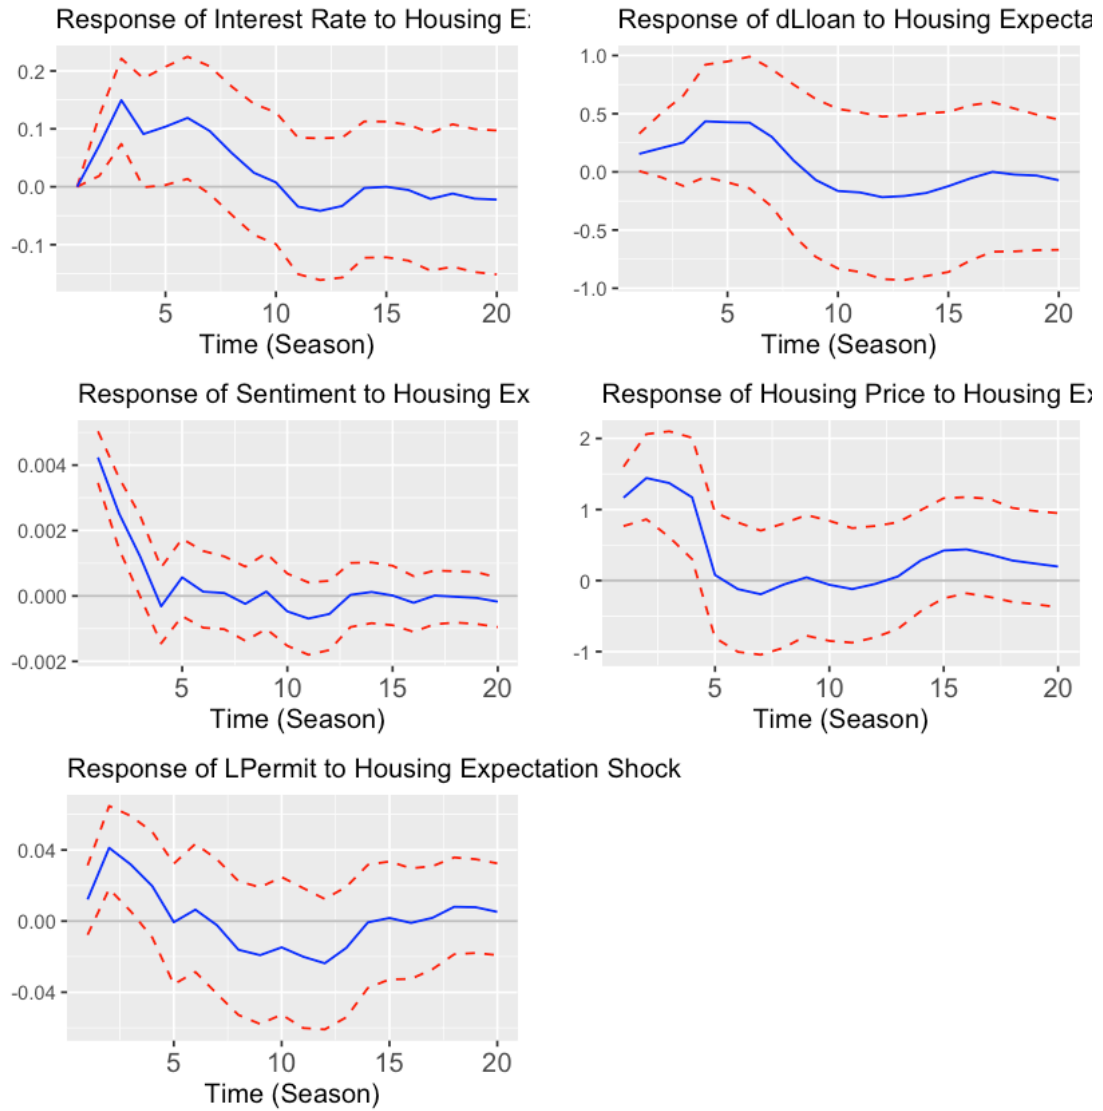 Response of Interest Rate to Housing E
0.2
0.1
0.0
-0.1
5 10 15 20
Time (Season)
Response of dLloan to Housing Expecta
1.0
0.5
0.0
-0.5
-1.0
5 10 15 20
Time (Season)
Response of Sentiment to Housing Ex
0.004
0.002
0.000
-0.002
5 10 15 20
Time (Season)
Response of Housing Price to Housing Ex
2
1
0
-1
5 10 15 20
Time (Season)
Response of LPermit to Housing Expectation Shock
0.04
0.00
-0.04
5 10 15 20
Time (Season)